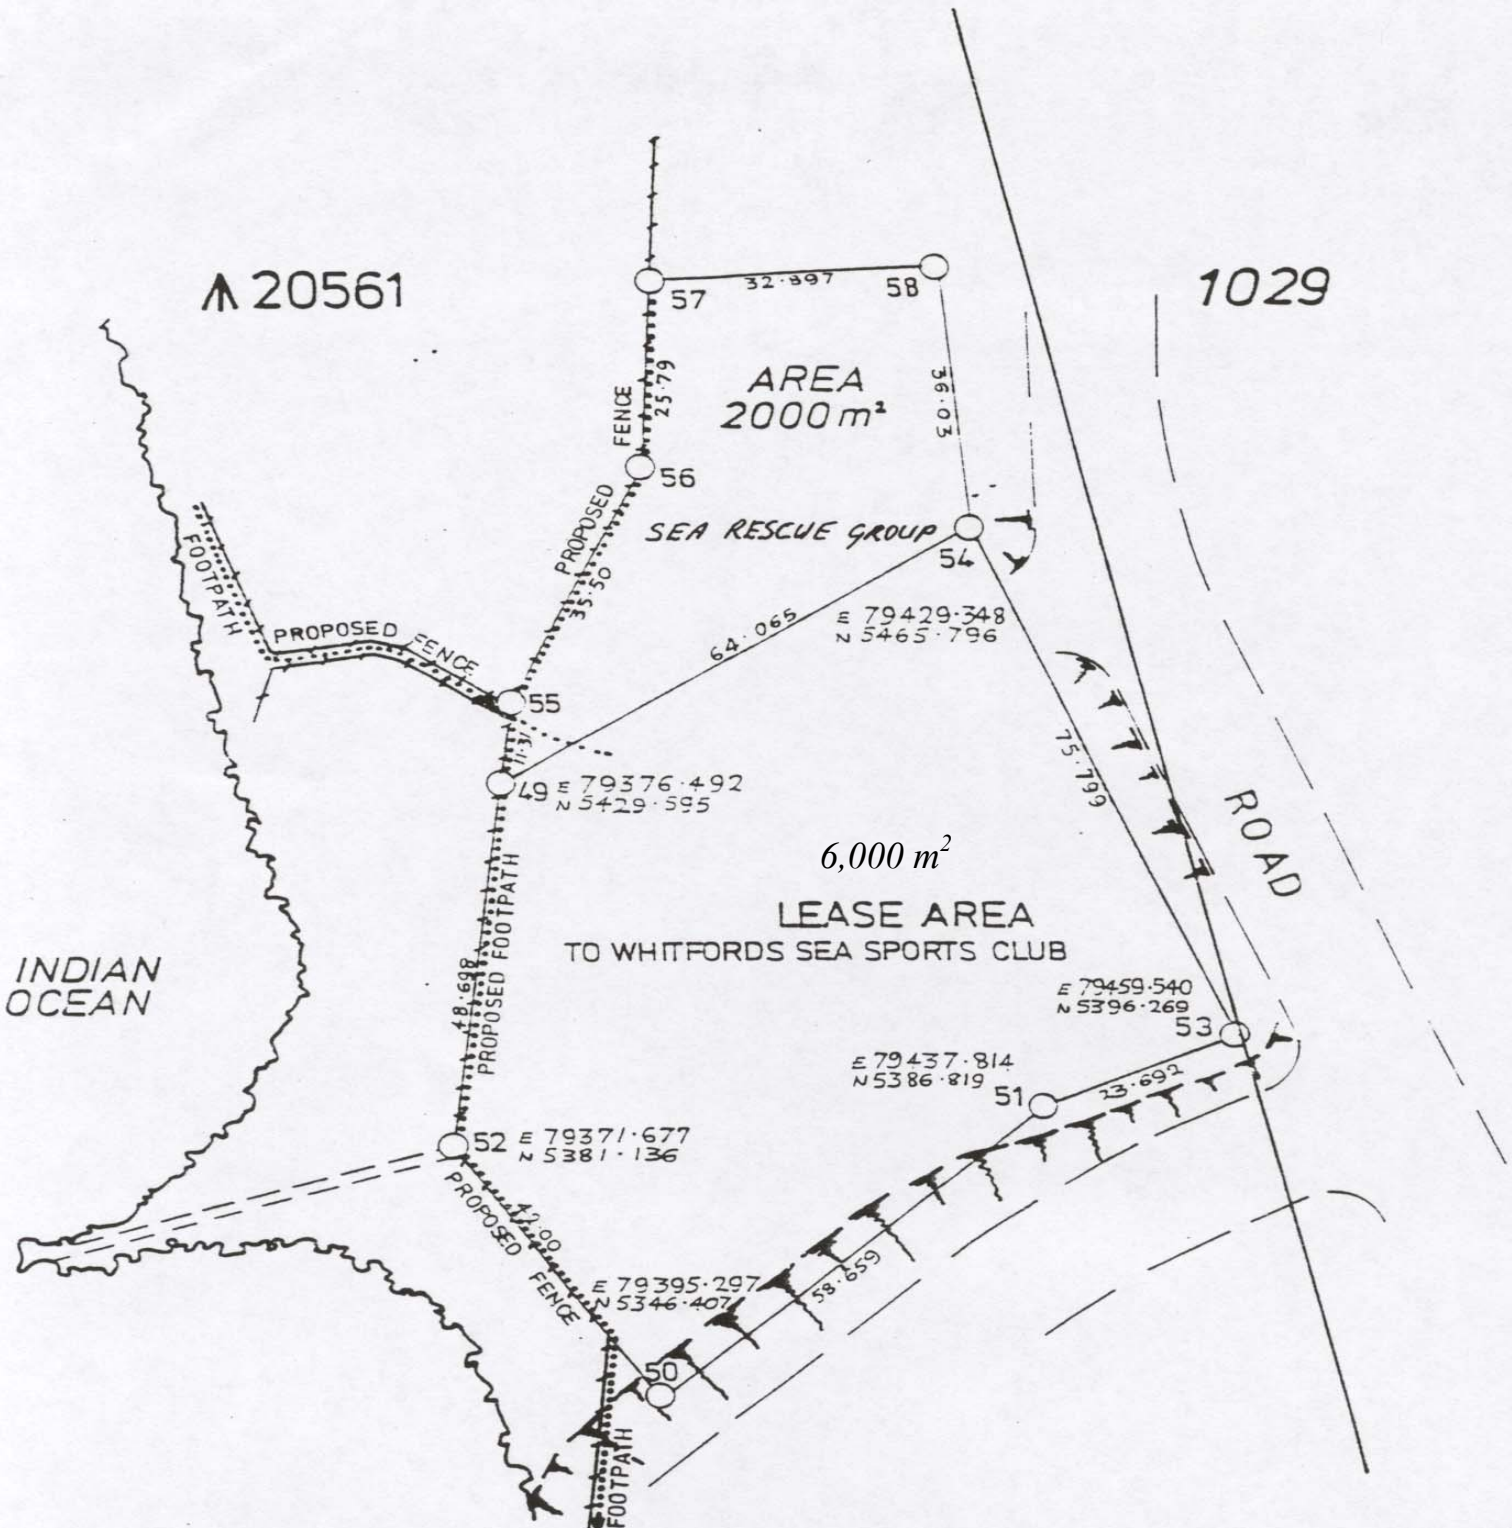 20561
1029
57
32.897
58
FENCE
25.79
AREA
2000 m²
36.03
56
PROPOSED
35.50
SEA RESCUE GROUP
54
E 79429.348
N 5465.796
64.065
FOOTPATH
PROPOSED FENCE
55
11.31
49
E 79376.492
N 5429.595
75.799
ROAD
6,000 m²
LEASE AREA
TO WHITFORDS SEA SPORTS CLUB
48.698
PROPOSED FOOTPATH
INDIAN
OCEAN
E 79459.540
N 5396.269
53
E 79437.814
N 5386.819
51
23.692
52
E 79371.677
N 5381.136
PROPOSED FENCE
42.00
E 79395.297
N 5346.407
58.659
50
FOOTPATH